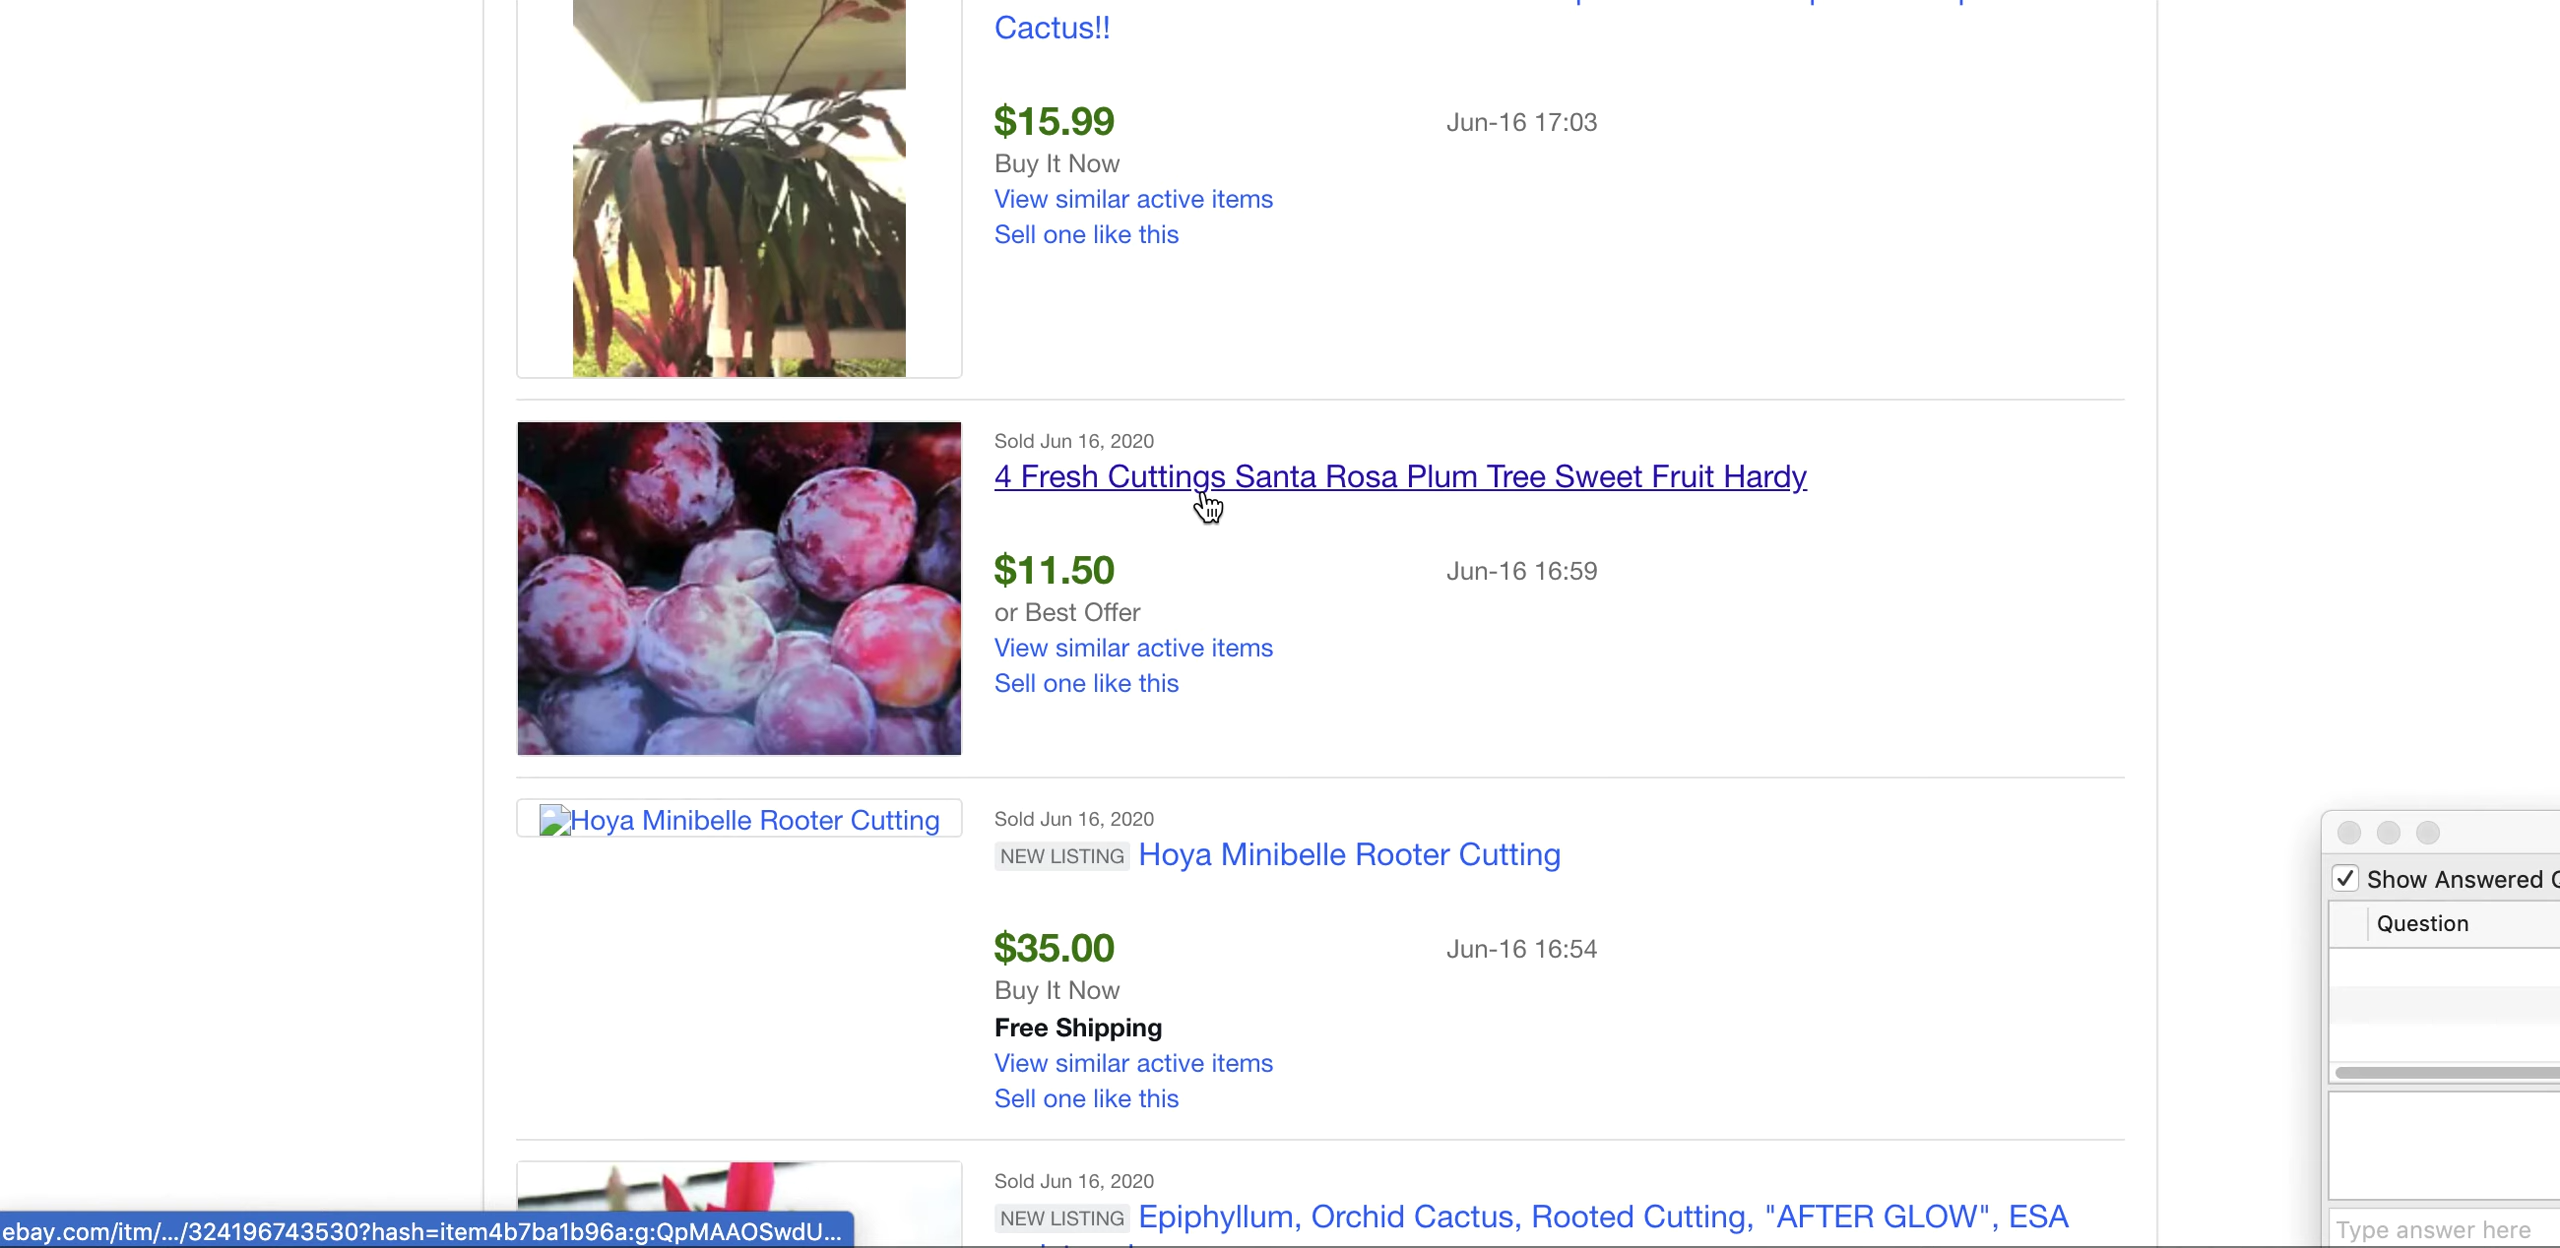 Cactus!!
$15.99
Jun-16 17:03
Buy It Now
View similar active items
Sell one like this
Sold Jun 16, 2020
4 Fresh Cuttings Santa Rosa Plum Tree Sweet Fruit Hardy
$11.50
Jun-16 16:59
or Best Offer
View similar active items
Sell one like this
Hoya Minibelle Rooter Cutting
Sold Jun 16, 2020
NEW LISTING Hoya Minibelle Rooter Cutting
$35.00
Jun-16 16:54
Buy It Now
Free Shipping
View similar active items
Sell one like this
Sold Jun 16, 2020
NEW LISTING Epiphyllum, Orchid Cactus, Rooted Cutting, "AFTER GLOW", ESA
ebay.com/itm/.../324196743530?hash=item4b7ba1b96a:g:QpMAAOSwdU...
Show Answered
Question
Type answer here